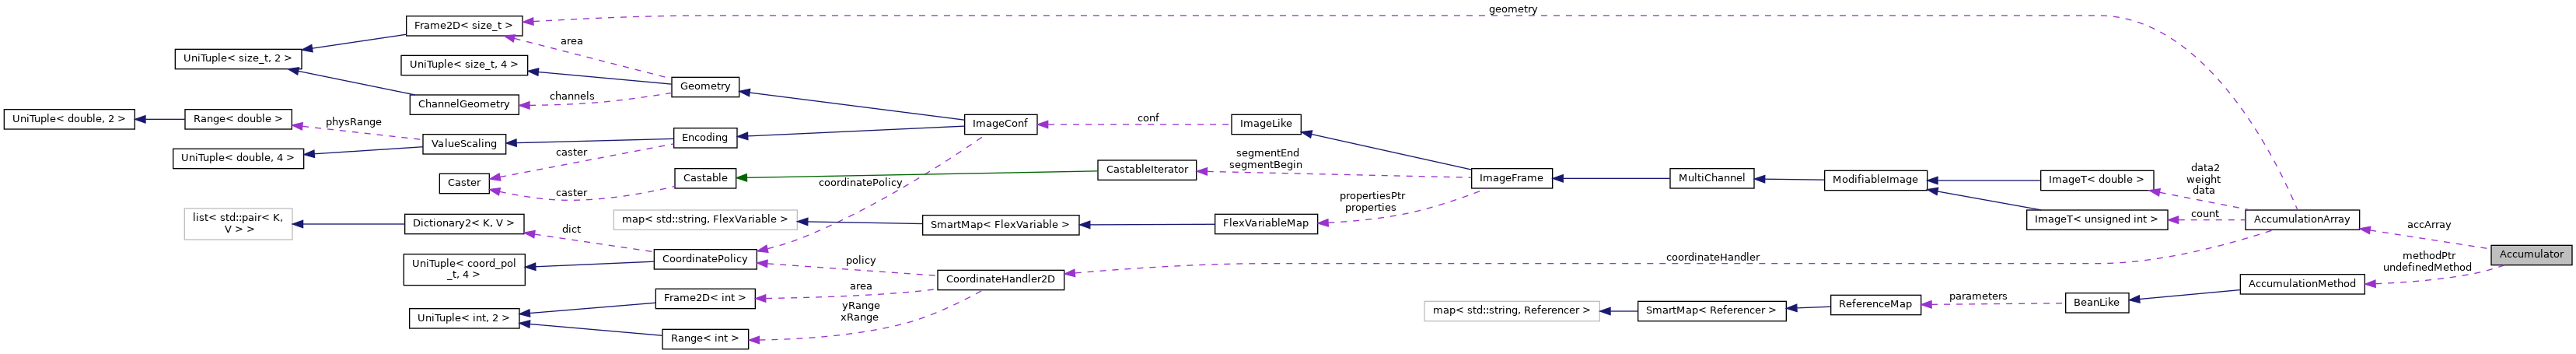 geometry
Frame2D< size_t >
area
UniTuple< size_t, 2 >
UniTuple< size_t, 4 >
Geometry
channels
ChannelGeometry
UniTuple< double, 2 >
Range< double >
physRange
ImageConf
conf
ImageLike
Encoding
ValueScaling
caster
UniTuple< double, 4 >
segmentEnd
segmentBegin
CastableIterator
data2
weight
data
Caster
Castable
caster
coordinatePolicy
ImageFrame
MultiChannel
ModifiableImage
ImageT< double >
propertiesPtr
properties
list< std::pair< K,
V > >
Dictionary2< K, V >
map< std::string, FlexVariable >
SmartMap< FlexVariable >
FlexVariableMap
ImageT< unsigned int >
count
AccumulationArray
accArray
dict
CoordinatePolicy
policy
coordinateHandler
Accumulator
methodPtr
undefinedMethod
UniTuple< coord_pol
_t, 4 >
CoordinateHandler2D
area
AccumulationMethod
Frame2D< int >
yRange
xRange
parameters
BeanLike
ReferenceMap
UniTuple< int, 2 >
map< std::string, Referencer >
SmartMap< Referencer >
Range< int >